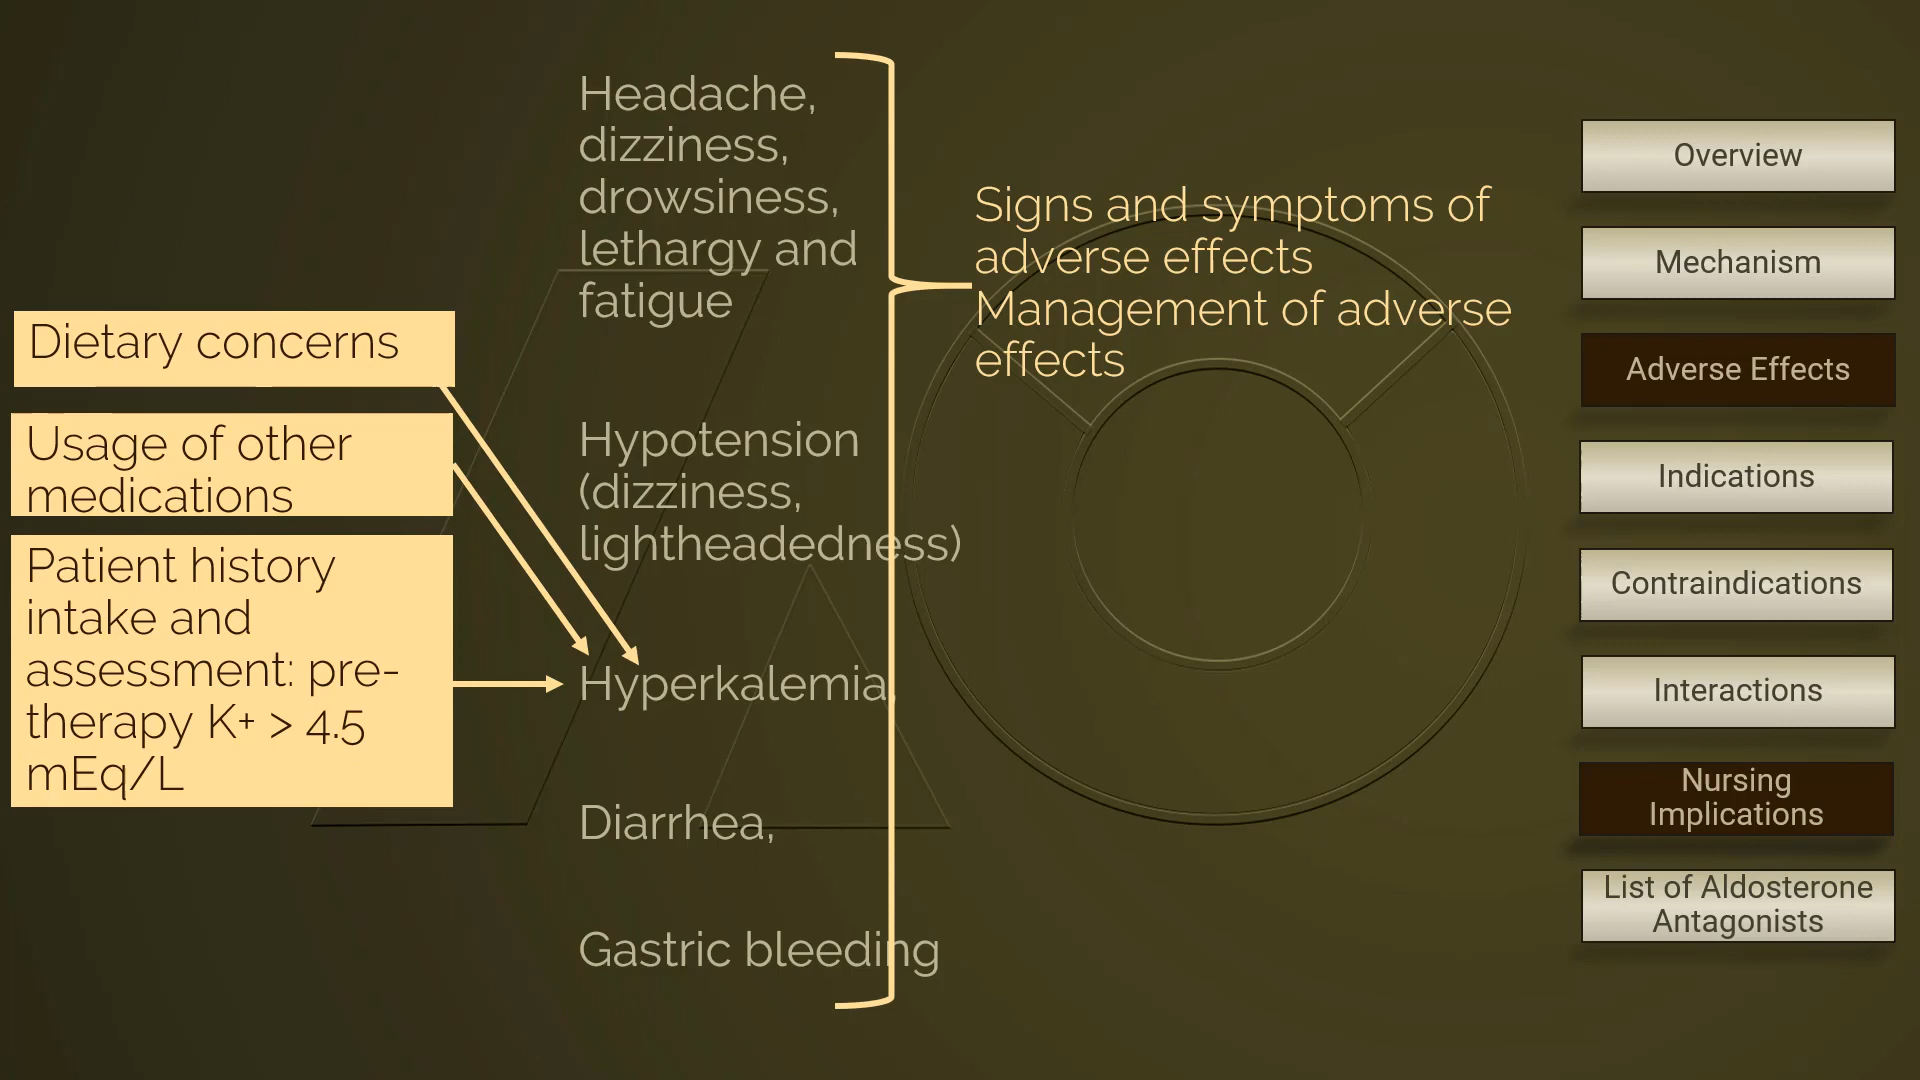 Dietary concerns
Usage of other
medications
Patient history
intake and
assessment: pre-
therapy K+ > 4.5
mEq/L
Headache,
dizziness,
drowsiness,
lethargy and
fatigue
Hypotension
(dizziness,
lightheadedness)
Hyperkalemia,
Diarrhea,
Gastric bleeding
Signs and symptoms of
adverse effects
Management of adverse
effects
Overview
Mechanism
Adverse Effects
Indications
Contraindications
Interactions
Nursing
Implications
List of Aldosterone
Antagonists